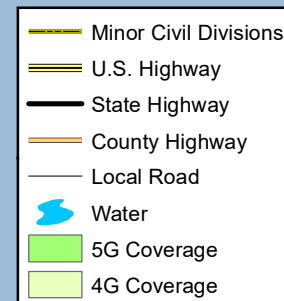 Minor Civil Divisions
U.S. Highway
State Highway
County Highway
Local Road
Water
5G Coverage
4G Coverage